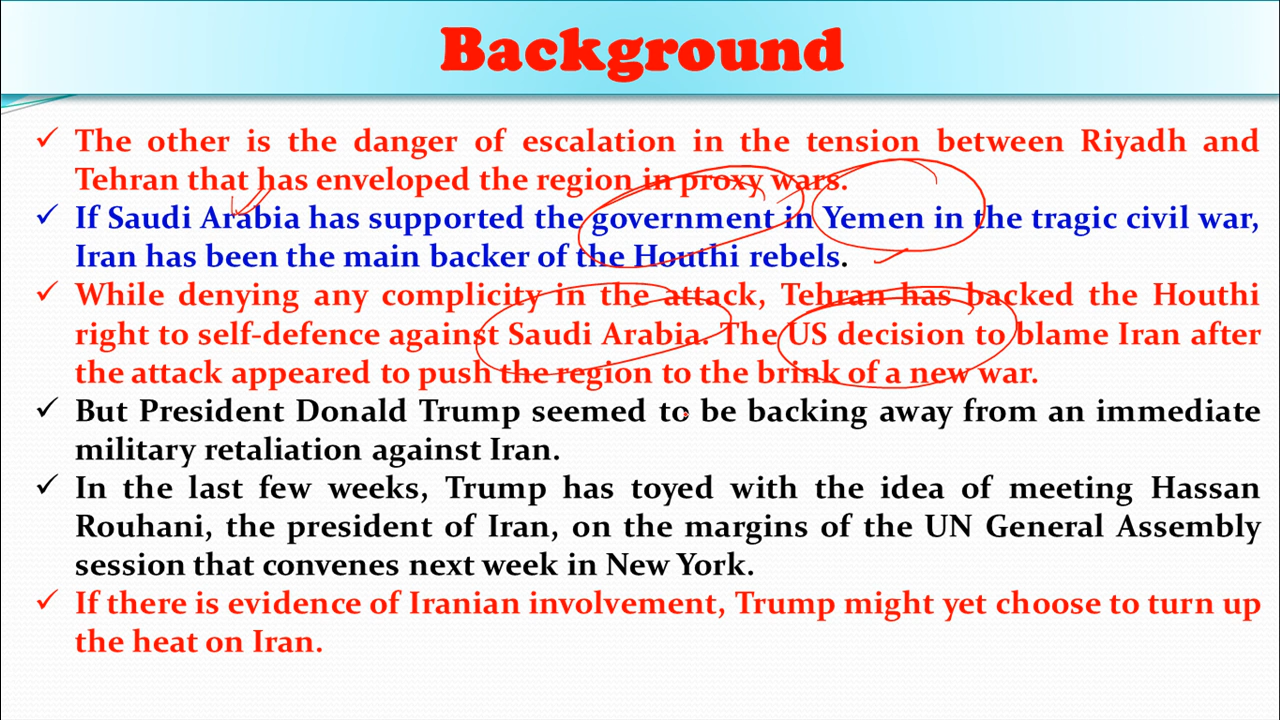 Background
✓ The other is the danger of escalation in the tension between Riyadh and
Tehran that has enveloped the region in proxy wars.
✓ If Saudi Arabia has supported the government in Yemen in the tragic civil war,
Iran has been the main backer of the Houthi rebels.
✓ While denying any complicity in the attack, Tehran has backed the Houthi
right to self-defence against Saudi Arabia. The US decision to blame Iran after
the attack appeared to push the region to the brink of a new war.
✓ But President Donald Trump seemed to be backing away from an immediate
military retaliation against Iran.
✓ In the last few weeks, Trump has toyed with the idea of meeting Hassan
Rouhani, the president of Iran, on the margins of the UN General Assembly
session that convenes next week in New York.
✓ If there is evidence of Iranian involvement, Trump might yet choose to turn up
the heat on Iran.